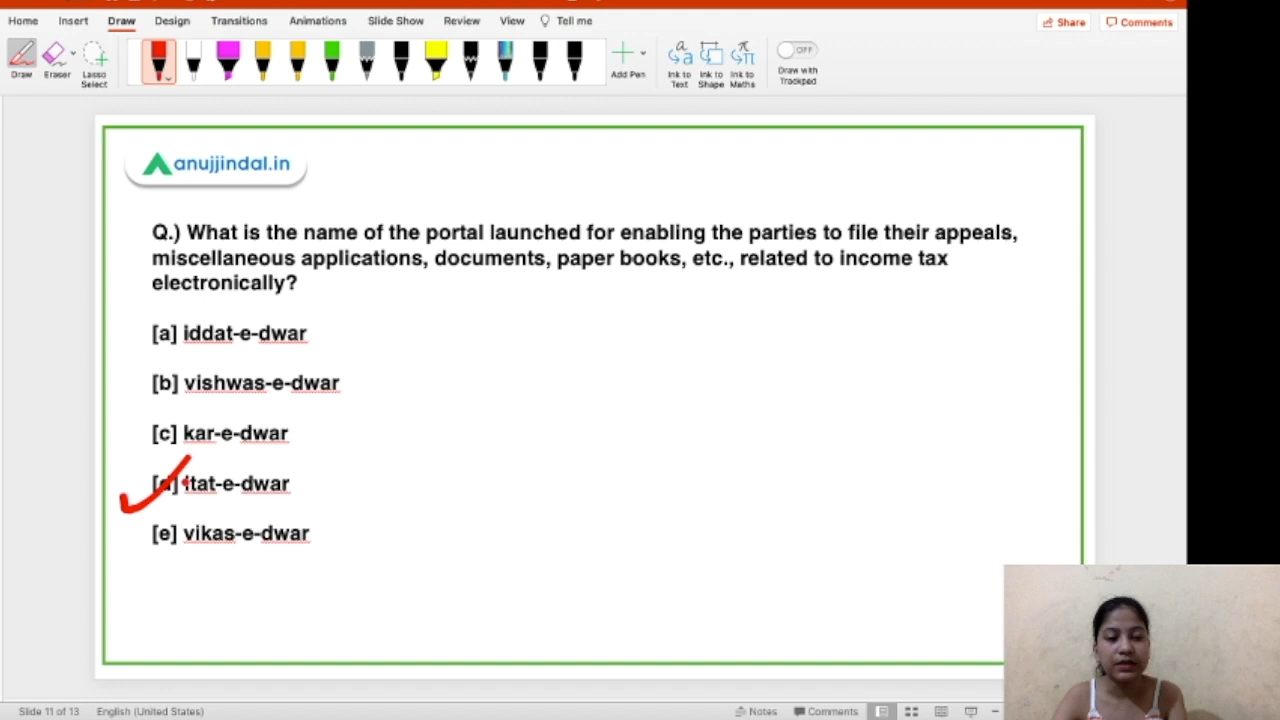 Home Insert Draw Design Transitions Animations Slide Show Review View Tell me Share Comments
Draw Eraser Lasso Select Add Pen Ink to Text Ink to Shape Ink to Maths OFF Draw with Trackpad
anujjindal.in
Q.) What is the name of the portal launched for enabling the parties to file their appeals,
miscellaneous applications, documents, paper books, etc., related to income tax
electronically?
[a] iddat-e-dwar
[b] vishwas-e-dwar
[c] kar-e-dwar
[d] itat-e-dwar
[e] vikas-e-dwar
Slide 11 of 13 English (United States) Notes Comments